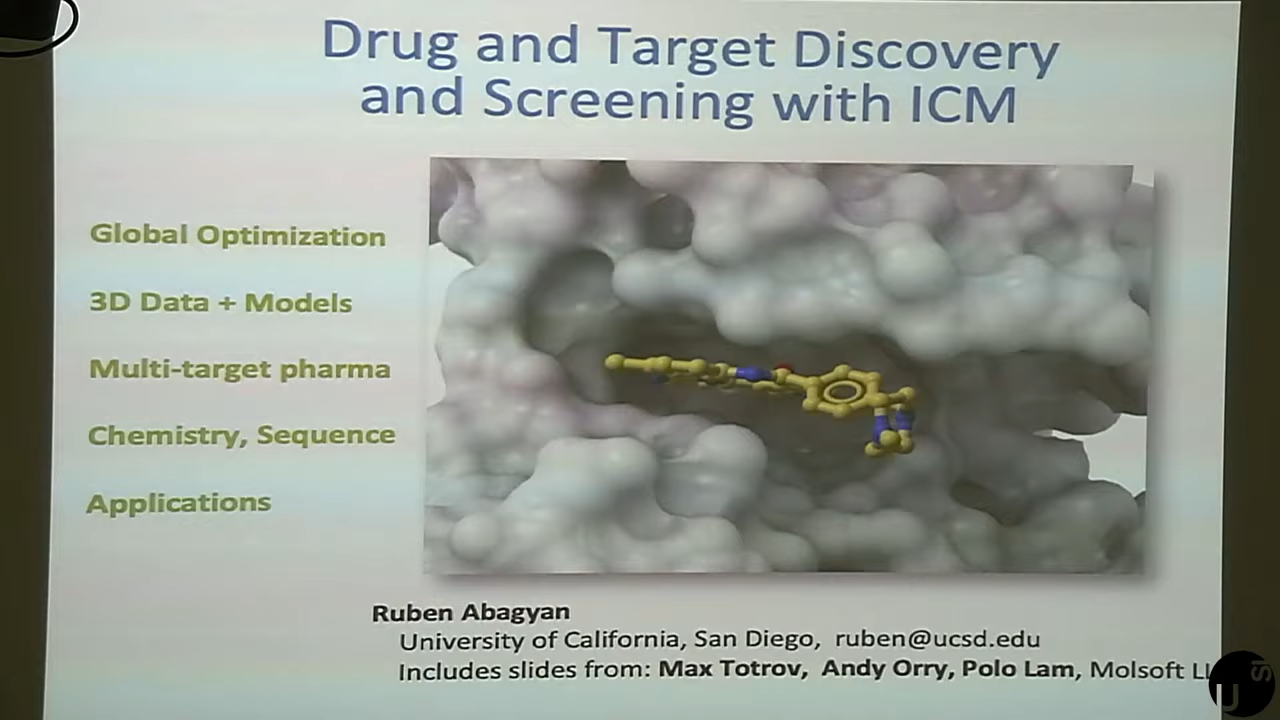 Drug and Target Discovery
and Screening with ICM
Global Optimization
3D Data + Models
Multi-target pharma
Chemistry, Sequence
Applications
Ruben Abagyan
University of California, San Diego, ruben@ucsd.edu
Includes slides from: Max Totrov, Andy Orry, Polo Lam, Molsoft
U
SI